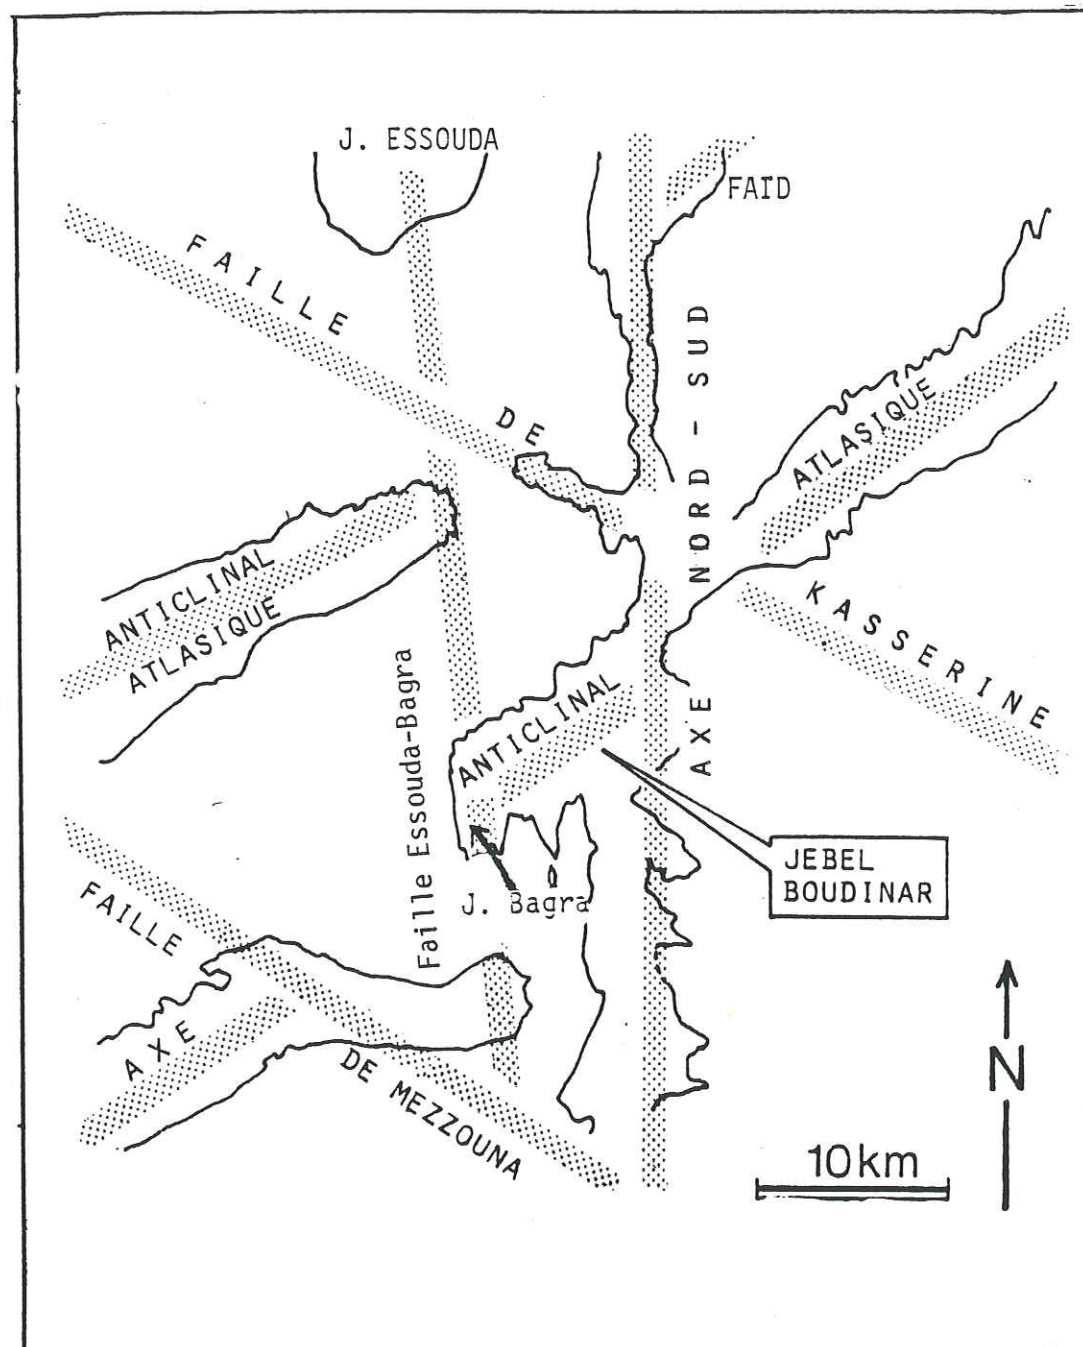 J. ESSOUDA
FAID
FAILLE
DE
KASSERINE
AXE NORD - SUD
ATLASIQUE
ANTICLINAL
ATLASIQUE
ANTICLINAL
Faille Essouda-Bagra
JEBEL
BOUDINAR
J. Bagra
FAILLE
DE MEZZOUNA
AXE
N
10km